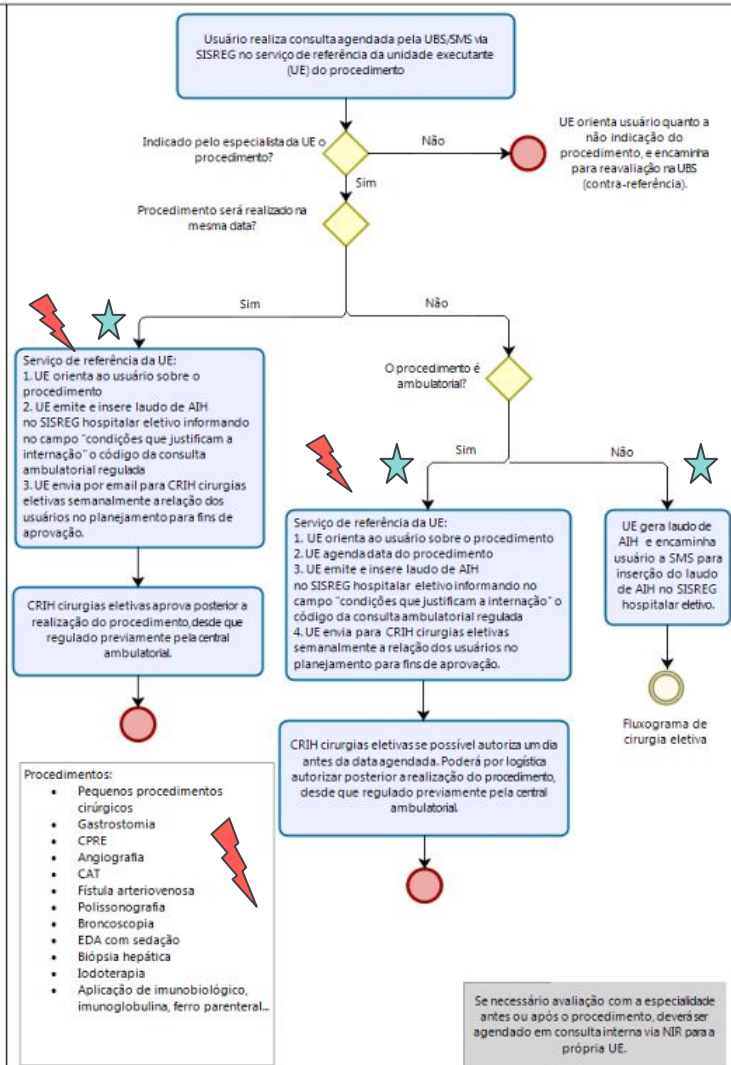 Usuário realiza consulta agendada pela UBS/SMS via
SISREG no serviço de referência da unidade executante
(UE) do procedimento
Indicado pelo especialista da UE o
procedimento?
Não
UE orienta usuário quanto a
não indicação do
procedimento, e encaminha
para reavaliação na UBS
(contra-referência).
Sim
Procedimento será realizado na
mesma data?
Sim
Não
Serviço de referência da UE:
1. UE orienta ao usuário sobre o
procedimento
2. UE emite e insere laudo de AIH
no SISREG hospitalar eletivo informando
no campo "condições que justificam a
internação" o código da consulta
ambulatorial regulada
3. UE envia por email para CRIH cirurgias
eletivas semanalmente a relação dos
usuários no planejamento para fins de
aprovação.
CRIH cirurgias eletivas aprova posterior a
realização do procedimento, desde que
regulado previamente pela central
ambulatorial.
O procedimento é
ambulatorial?
Sim
Não
Serviço de referência da UE:
1. UE orienta ao usuário sobre o procedimento
2. UE agenda data do procedimento
3. UE emite e insere laudo de AIH
no SISREG hospitalar eletivo informando no
campo "condições que justificam a internação" o
código da consulta ambulatorial regulada
4. UE envia para CRIH cirurgias eletivas
semanalmente a relação dos usuários no
planejamento para fins de aprovação.
UE gera laudo de
AIH e encaminha
usuário a SMS para
inserção do laudo
de AIH no SISREG
hospitalar eletivo.
Fluxograma de
cirurgia eletiva
CRIH cirurgias eletivas se possível autoriza um dia
antes da data agendada. Poderá por logística
autorizar posterior a realização do procedimento,
desde que regulado previamente pela central
ambulatorial.
Procedimentos:
• Pequenos procedimentos
cirúrgicos
• Gastrostomia
• CPRE
• Angiografia
• CAT
• Fístula arteriovenosa
• Polissonografia
• Broncoscopia
• EDA com sedação
• Biópsia hepática
• Iodoterapia
• Aplicação de imunobiológico,
imunoglobulina, ferro parenteral...
Se necessário avaliação com a especialidade
antes ou após o procedimento, deverá ser
agendado em consulta interna via NIR para a
própria UE.